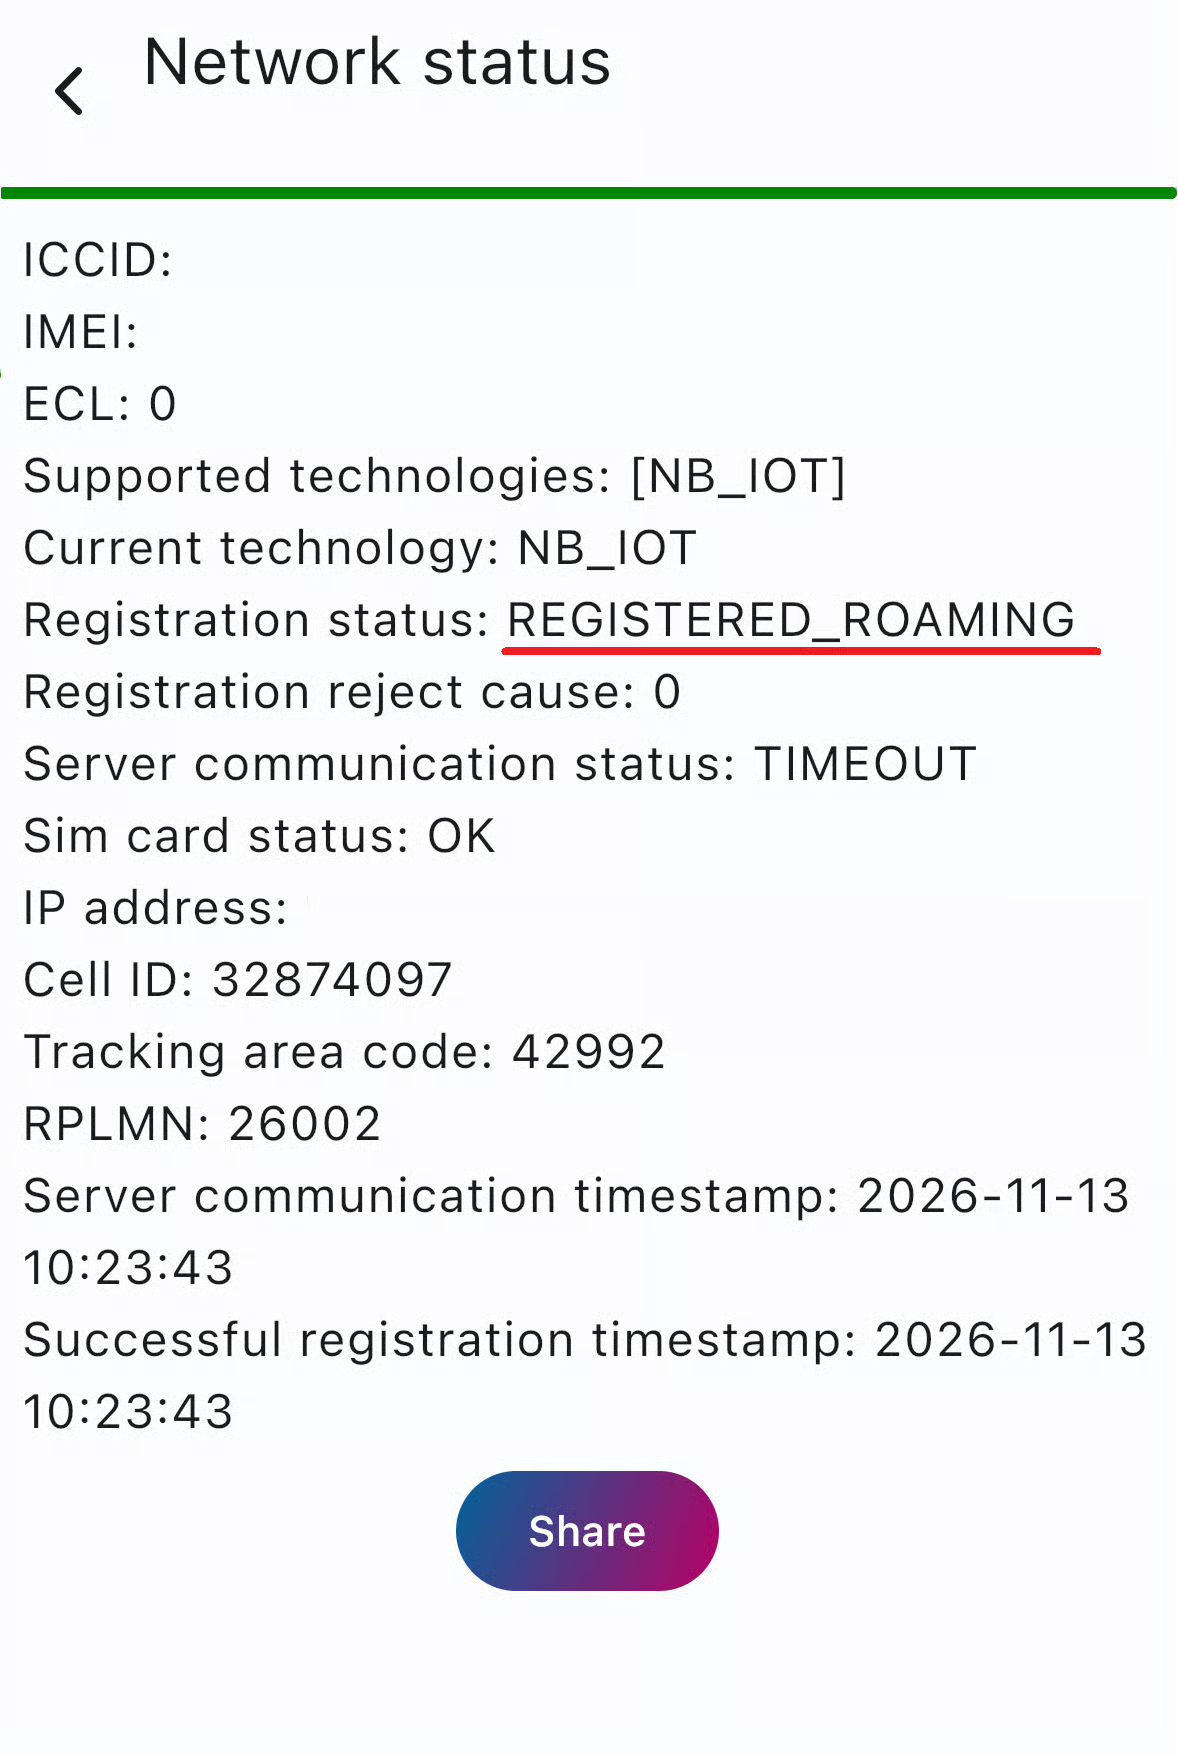 Network status
ICCID:
IMEI:
ECL: 0
Supported technologies: [NB_IOT]
Current technology: NB_IOT
Registration status: REGISTERED_ROAMING
Registration reject cause: 0
Server communication status: TIMEOUT
Sim card status: OK
IP address:
Cell ID: 32874097
Tracking area code: 42992
RPLMN: 26002
Server communication timestamp: 2026-11-13
10:23:43
Successful registration timestamp: 2026-11-13
10:23:43
Share